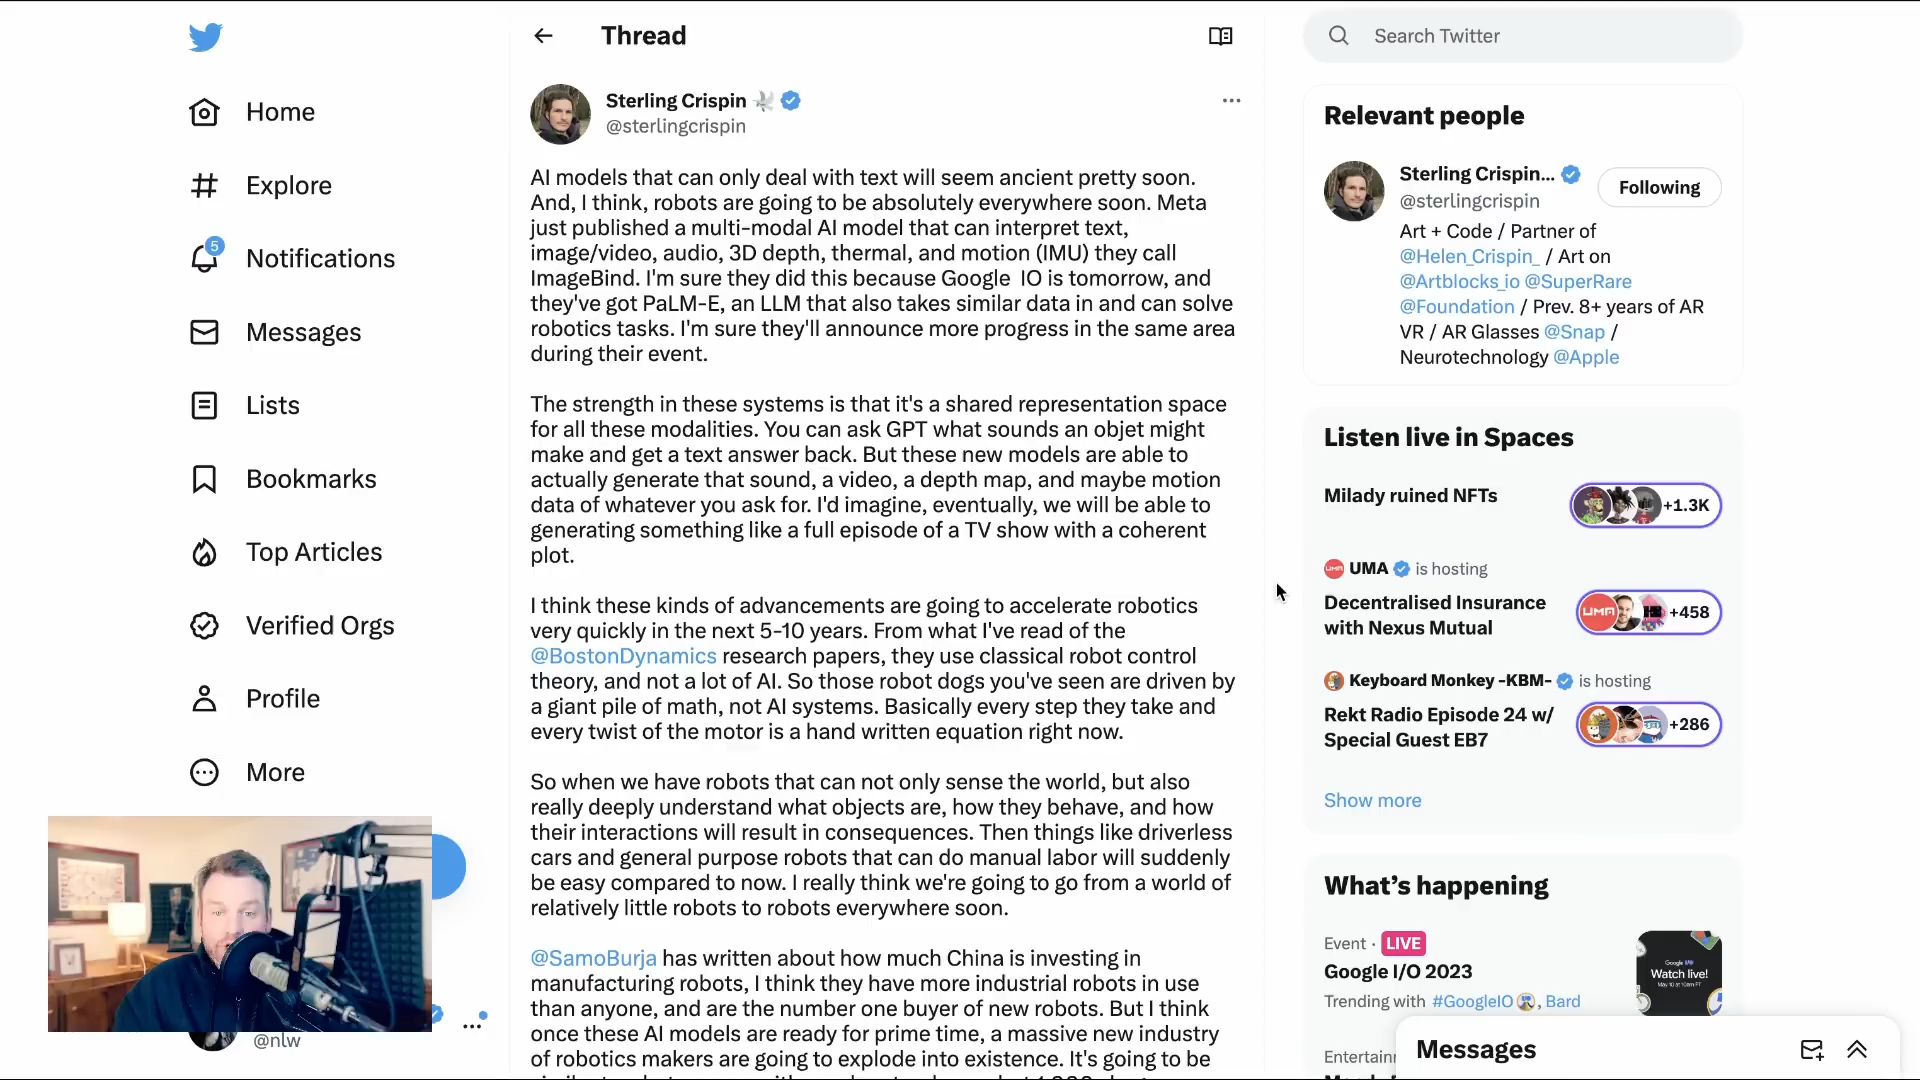 Home
Explore
5
Notifications
Messages
Lists
Bookmarks
Top Articles
Verified Orgs
Profile
More
@nlw
Thread
Sterling Crispin
@sterlingcrispin
AI models that can only deal with text will seem ancient pretty soon.
And, I think, robots are going to be absolutely everywhere soon. Meta
just published a multi-modal AI model that can interpret text,
image/video, audio, 3D depth, thermal, and motion (IMU) they call
ImageBind. I'm sure they did this because Google  IO is tomorrow, and
they've got PaLM-E, an LLM that also takes similar data in and can solve
robotics tasks. I'm sure they'll announce more progress in the same area
during their event.
The strength in these systems is that it's a shared representation space
for all these modalities. You can ask GPT what sounds an objet might
make and get a text answer back. But these new models are able to
actually generate that sound, a video, a depth map, and maybe motion
data of whatever you ask for. I'd imagine, eventually, we will be able to
generating something like a full episode of a TV show with a coherent
plot.
I think these kinds of advancements are going to accelerate robotics
very quickly in the next 5-10 years. From what I've read of the
@BostonDynamics research papers, they use classical robot control
theory, and not a lot of AI. So those robot dogs you've seen are driven by
a giant pile of math, not AI systems. Basically every step they take and
every twist of the motor is a hand written equation right now.
So when we have robots that can not only sense the world, but also
really deeply understand what objects are, how they behave, and how
their interactions will result in consequences. Then things like driverless
cars and general purpose robots that can do manual labor will suddenly
be easy compared to now. I really think we're going to go from a world of
relatively little robots to robots everywhere soon.
@SamoBurja has written about how much China is investing in
manufacturing robots, I think they have more industrial robots in use
than anyone, and are the number one buyer of new robots. But I think
once these AI models are ready for prime time, a massive new industry
of robotics makers are going to explode into existence. It's going to be
Search Twitter
Relevant people
Sterling Crispin...
Following
@sterlingcrispin
Art + Code / Partner of
@Helen_Crispin_ / Art on
@Artblocks_io @SuperRare
@Foundation / Prev. 8+ years of AR
VR / AR Glasses @Snap /
Neurotechnology @Apple
Listen live in Spaces
Milady ruined NFTs
+1.3K
UMA is hosting
Decentralised Insurance
with Nexus Mutual
UMA
+458
Keyboard Monkey -KBM- is hosting
Rekt Radio Episode 24 w/
Special Guest EB7
+286
Show more
What's happening
Event · LIVE
Google I/O 2023
Trending with #GoogleIO, Bard
Google I/O
Watch live!
May 10 at 10am PT
Messages